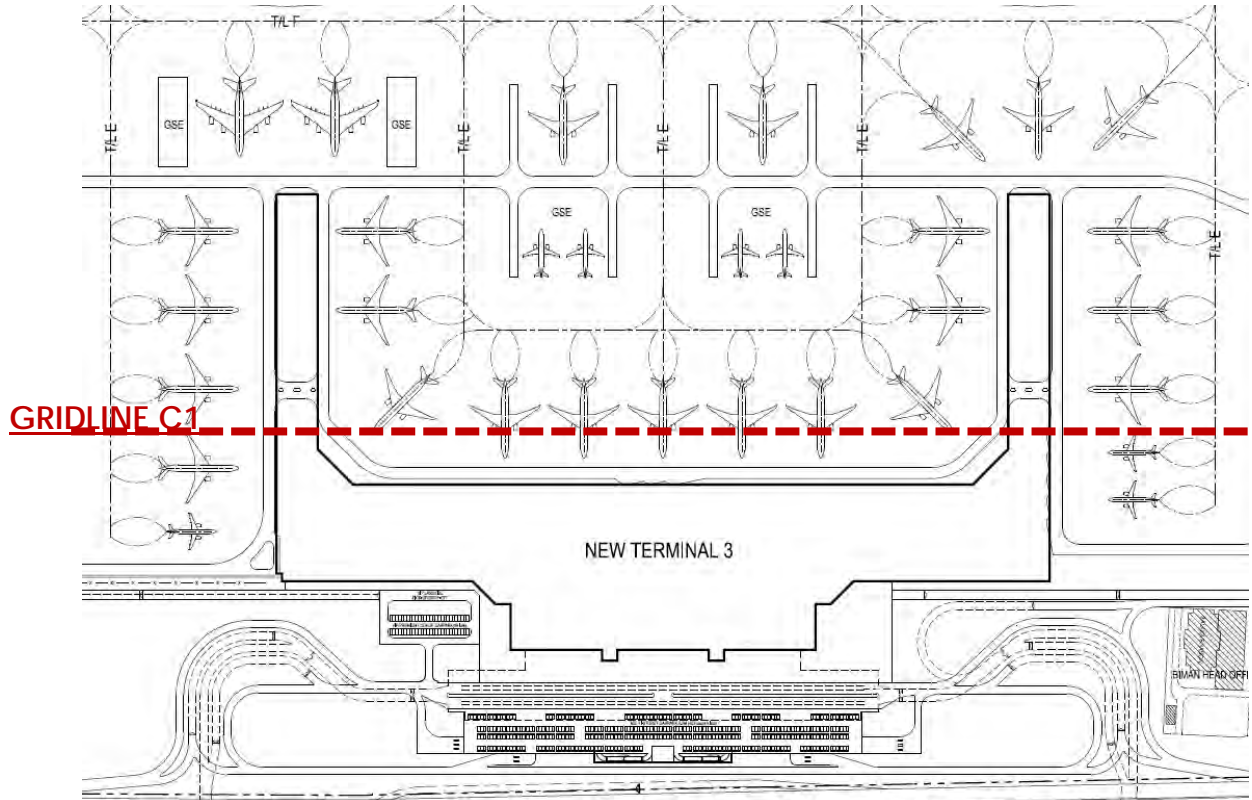 T/L F
GSE
GSE
T/L E
T/L E
T/L E
T/L E
GSE
GSE
T/L E
GRIDLINE C1
NEW TERMINAL 3
BIMAN HEAD OFFI